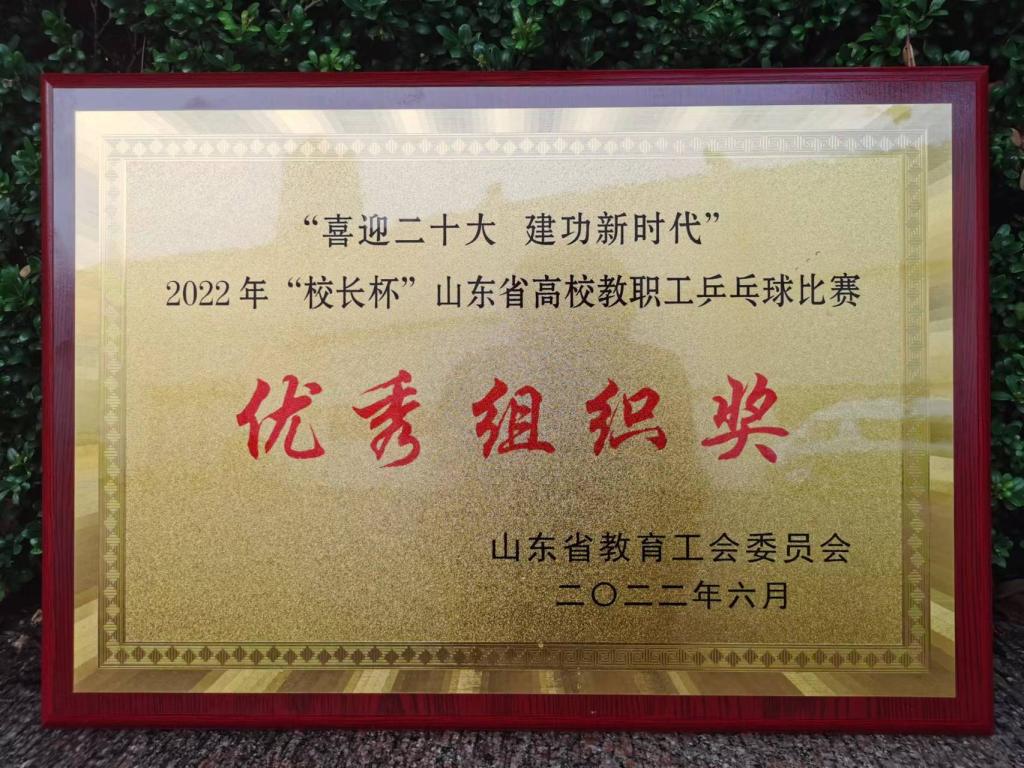 “喜迎二十大 建功新时代”
2022年“校长杯”山东省高校教职工乒乓球比赛
优秀组织奖
山东省教育工会委员会
二〇二二年六月